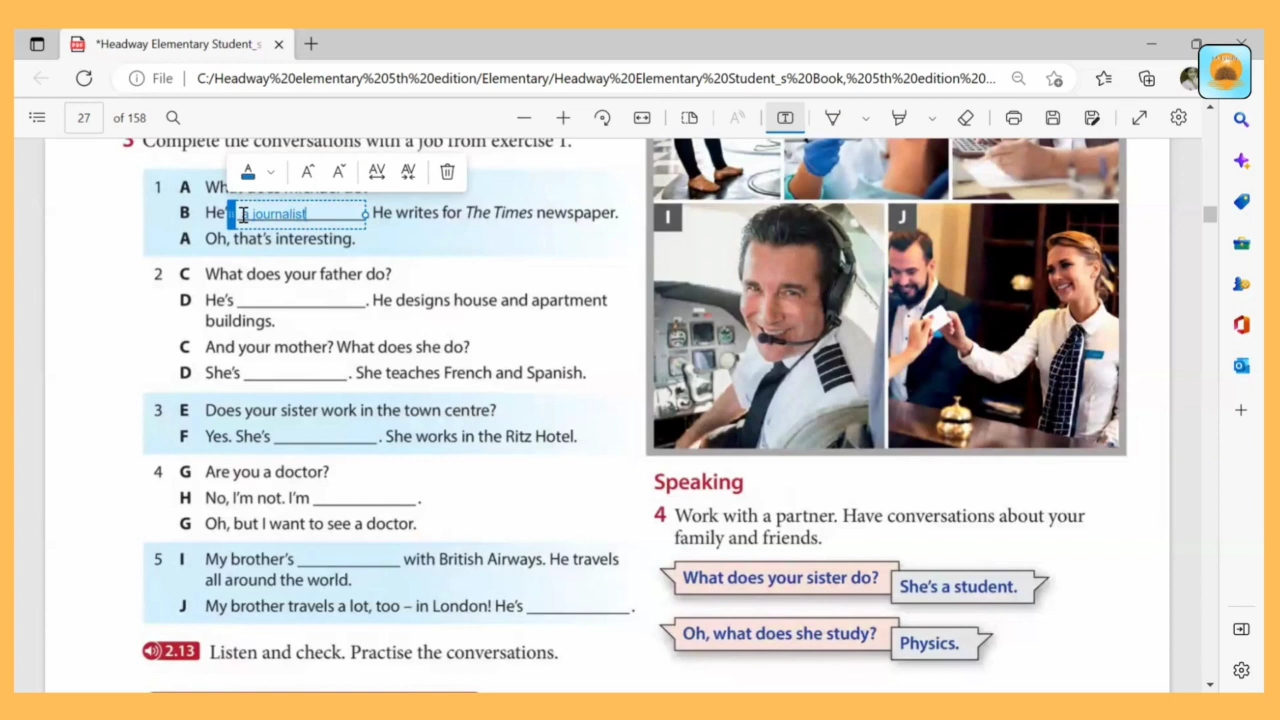 *Headway Elementary Student_s
File
C:/Headway%20elementary%205th%20edition/Elementary/Headway%20Elementary%20Student_s%20Book,%205th%20edition%20...
27 of 158
3 Complete the conversations with a job from exercise 1.
1 A
B He' journalist________. He writes for The Times newspaper.
A Oh, that's interesting.
2 C What does your father do?
D He's ____________. He designs house and apartment
buildings.
C And your mother? What does she do?
D She's __________. She teaches French and Spanish.
3 E Does your sister work in the town centre?
F Yes. She's __________. She works in the Ritz Hotel.
4 G Are you a doctor?
H No, I'm not. I'm __________.
G Oh, but I want to see a doctor.
5 I My brother's __________ with British Airways. He travels
all around the world.
J My brother travels a lot, too – in London! He's __________.
2.13 Listen and check. Practise the conversations.
I
J
Speaking
4 Work with a partner. Have conversations about your
family and friends.
What does your sister do?
She's a student.
Oh, what does she study?
Physics.